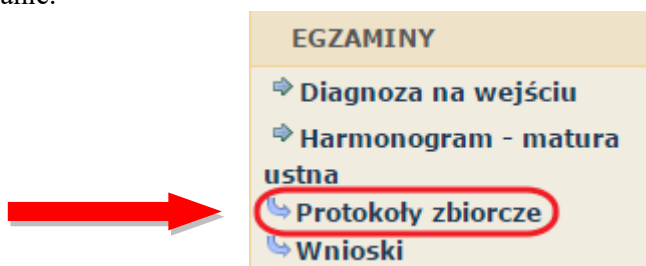 EGZAMINY
Diagnoza na wejściu
Harmonogram - matura
ustna
Protokoły zbiorcze
Wnioski